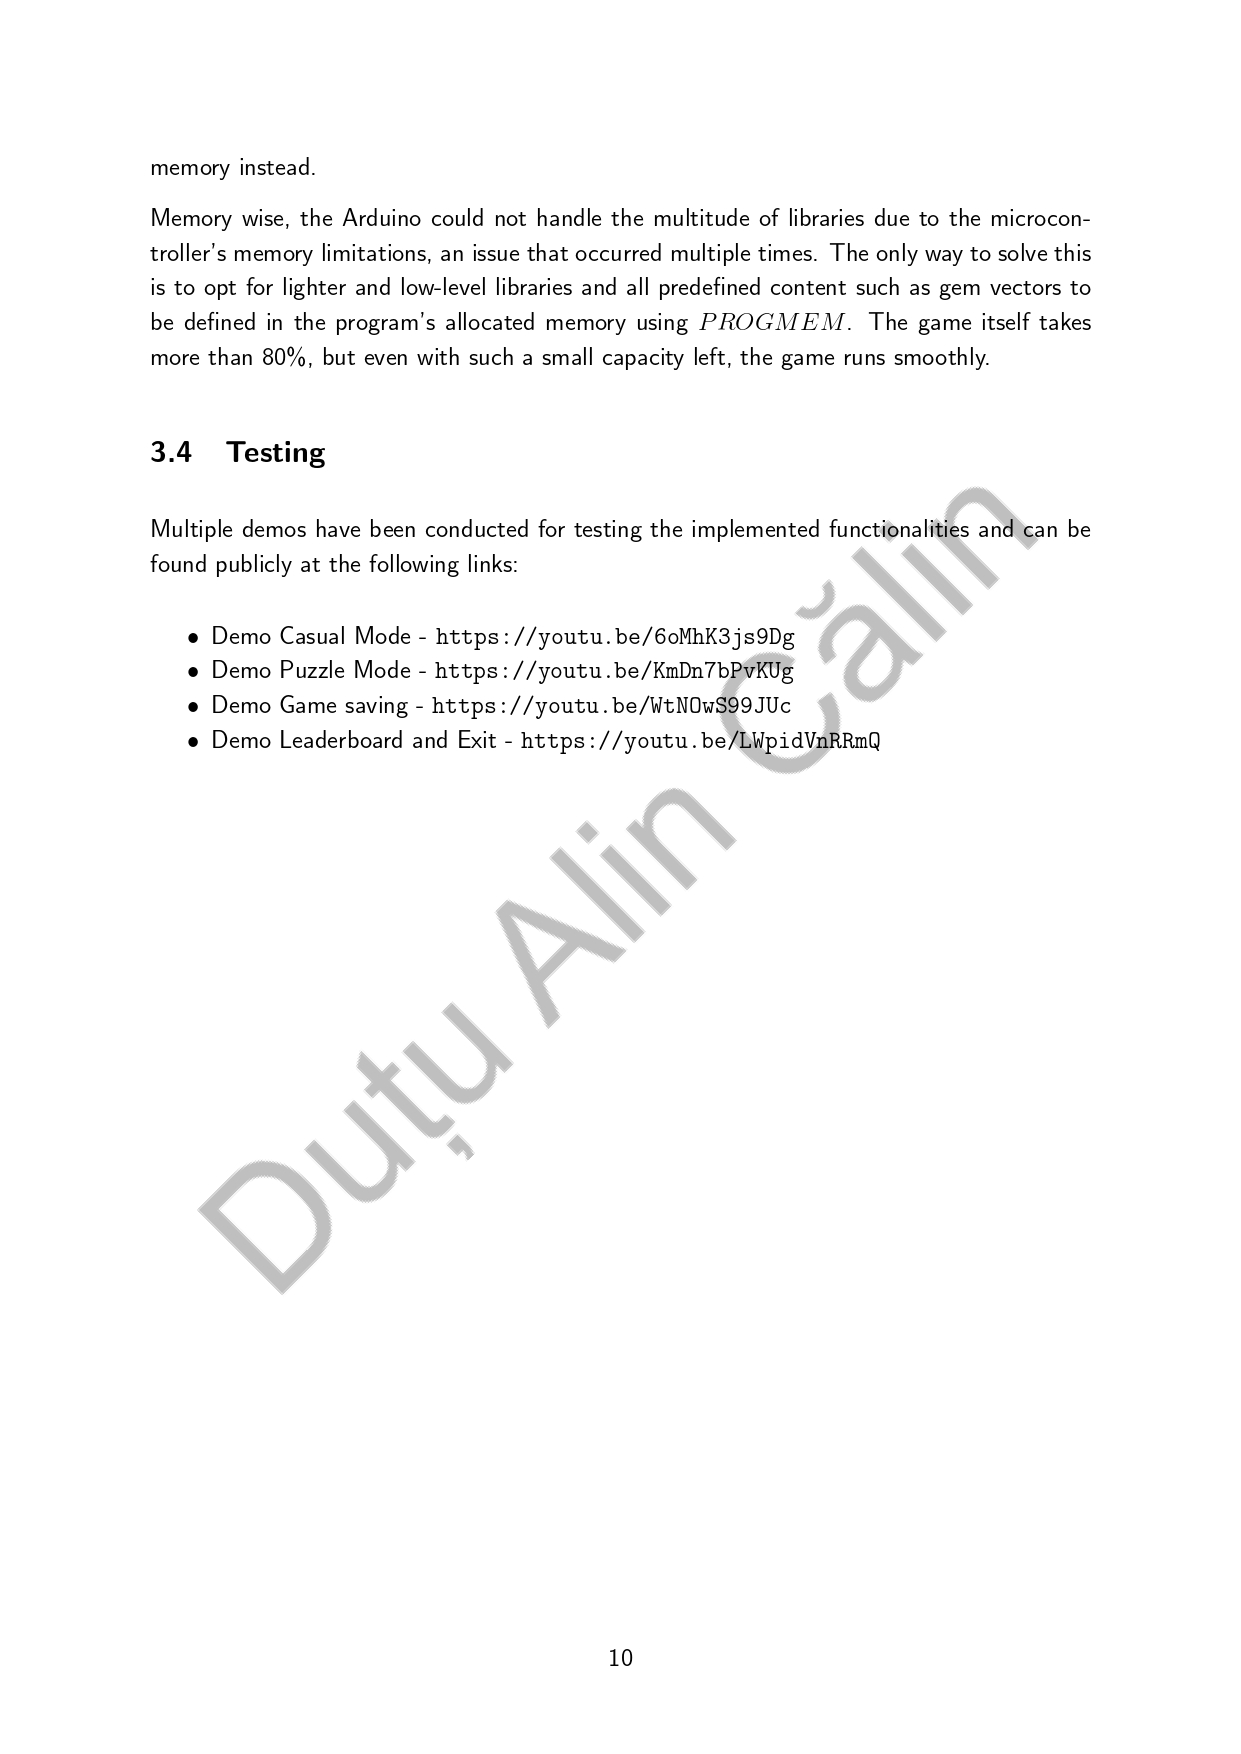 memory instead.
Memory wise, the Arduino could not handle the multitude of libraries due to the microcon-
troller's memory limitations, an issue that occurred multiple times. The only way to solve this
is to opt for lighter and low-level libraries and all predefined content such as gem vectors to
be defined in the program's allocated memory using PROGMEM. The game itself takes
more than 80%, but even with such a small capacity left, the game runs smoothly.
3.4 Testing
Multiple demos have been conducted for testing the implemented functionalities and can be
found publicly at the following links:
• Demo Casual Mode - https://youtu.be/6oMhK3js9Dg
• Demo Puzzle Mode - https://youtu.be/KmDn7bPvKUg
• Demo Game saving - https://youtu.be/WtNOwS99JUc
• Demo Leaderboard and Exit - https://youtu.be/LWpidVnRRmQ
Duțu Alin Călin
10